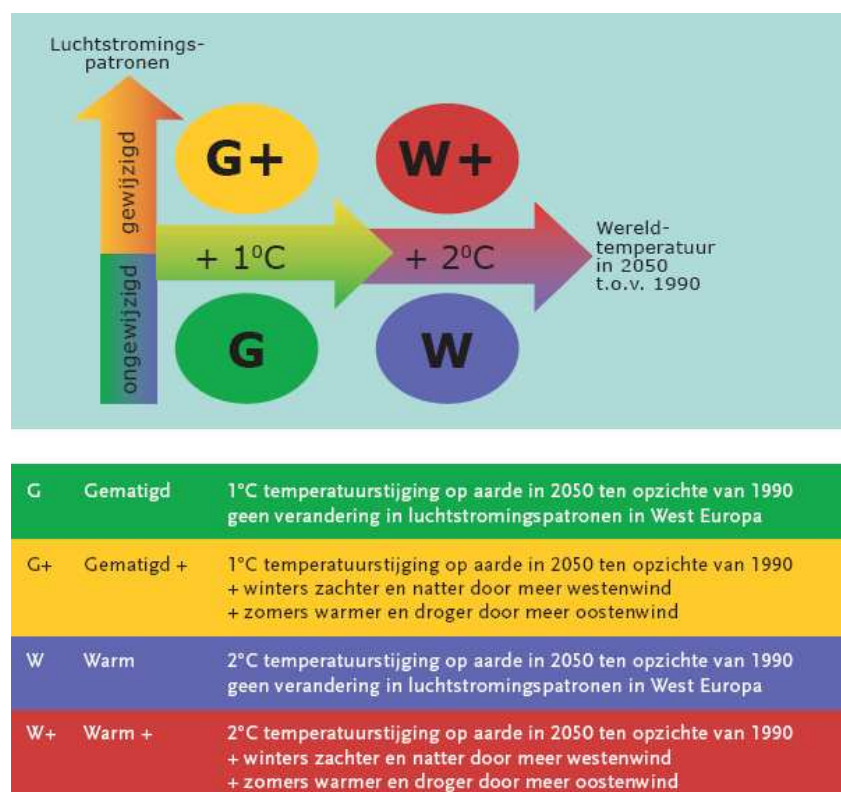 Luchtstromings-
patronen
gewijzigd
ongewijzigd
G+
W+
+ 1⁰C
+ 2⁰C
G
W
Wereld-
temperatuur
in 2050
t.o.v. 1990
G Gematigd 1°C temperatuurstijging op aarde in 2050 ten opzichte van 1990
geen verandering in luchtstromingspatronen in West Europa
G+ Gematigd + 1°C temperatuurstijging op aarde in 2050 ten opzichte van 1990
+ winters zachter en natter door meer westenwind
+ zomers warmer en droger door meer oostenwind
W Warm 2°C temperatuurstijging op aarde in 2050 ten opzichte van 1990
geen verandering in luchtstromingspatronen in West Europa
W+ Warm + 2°C temperatuurstijging op aarde in 2050 ten opzichte van 1990
+ winters zachter en natter door meer westenwind
+ zomers warmer en droger door meer oostenwind